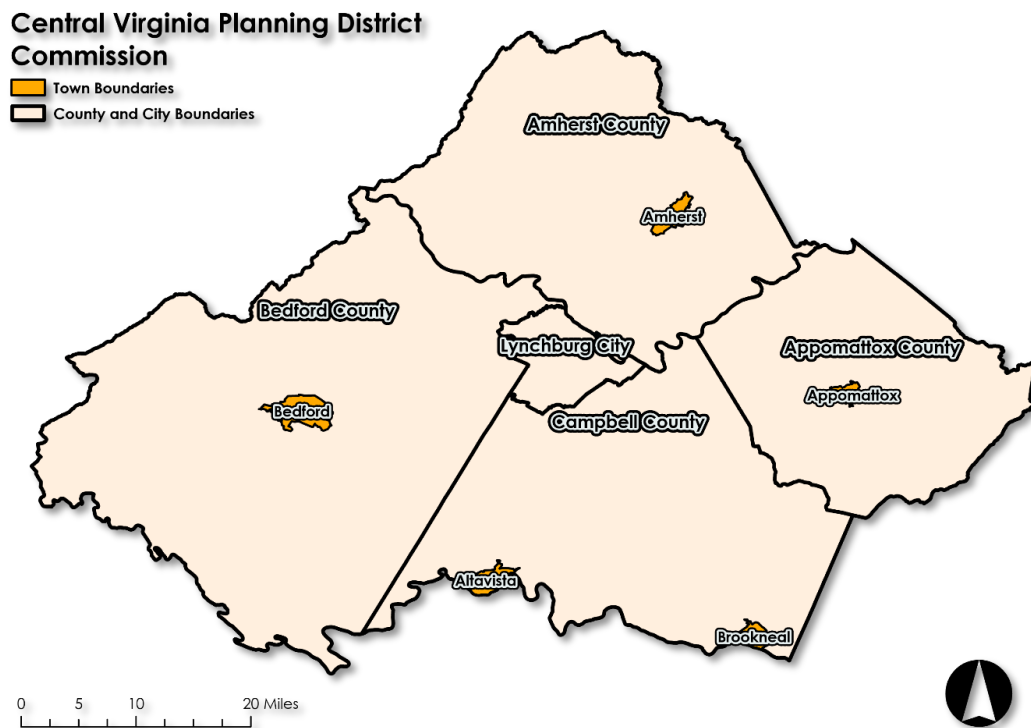 Central Virginia Planning District
Commission
Town Boundaries
County and City Boundaries
Amherst County
Amherst
Bedford County
Lynchburg City
Appomattox County
Appomattox
Bedford
Campbell County
Altavista
Brookneal
0 5 10 20 Miles